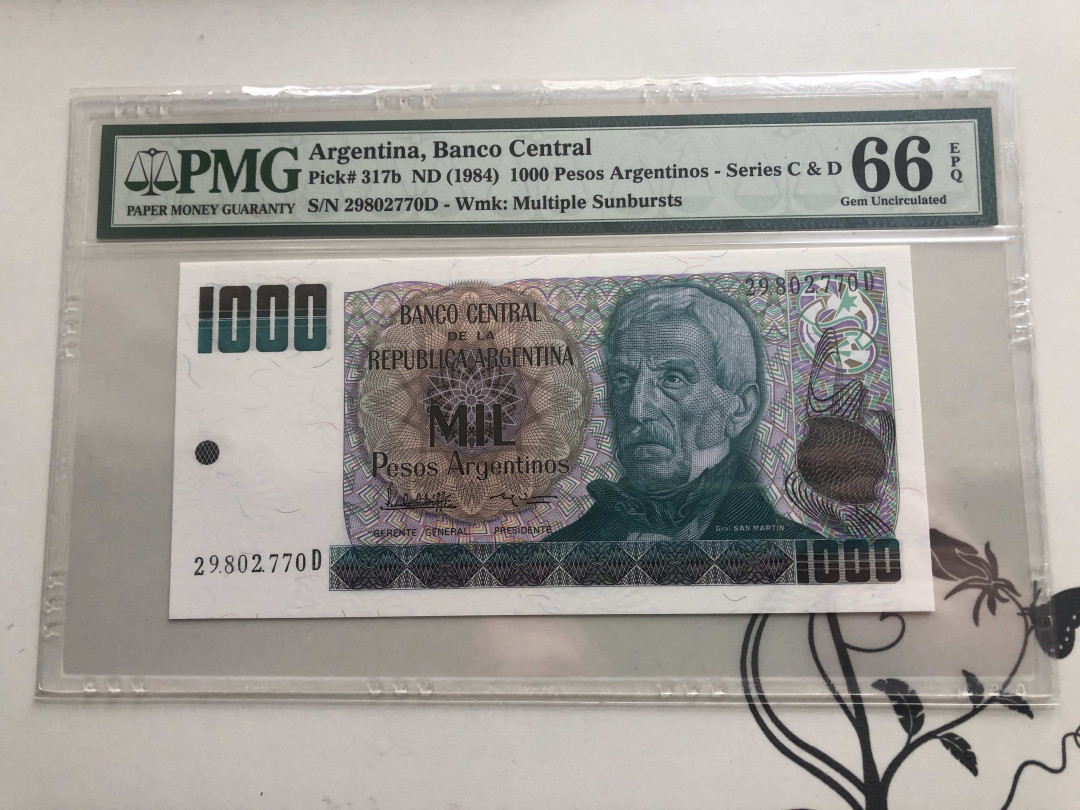 PMG
PAPER MONEY GUARANTY
Argentina, Banco Central
Pick# 317b ND (1984) 1000 Pesos Argentinos - Series C & D
S/N 29802770D - Wmk: Multiple Sunbursts
66
EPQ
Gem Uncirculated
1000
29.802.770D
BANCO CENTRAL
DE LA
REPUBLICA ARGENTINA
MIL
Pesos Argentinos
GERENTE GENERAL PRESIDENTE
Gral. SAN MARTIN
29.802.770D
1000